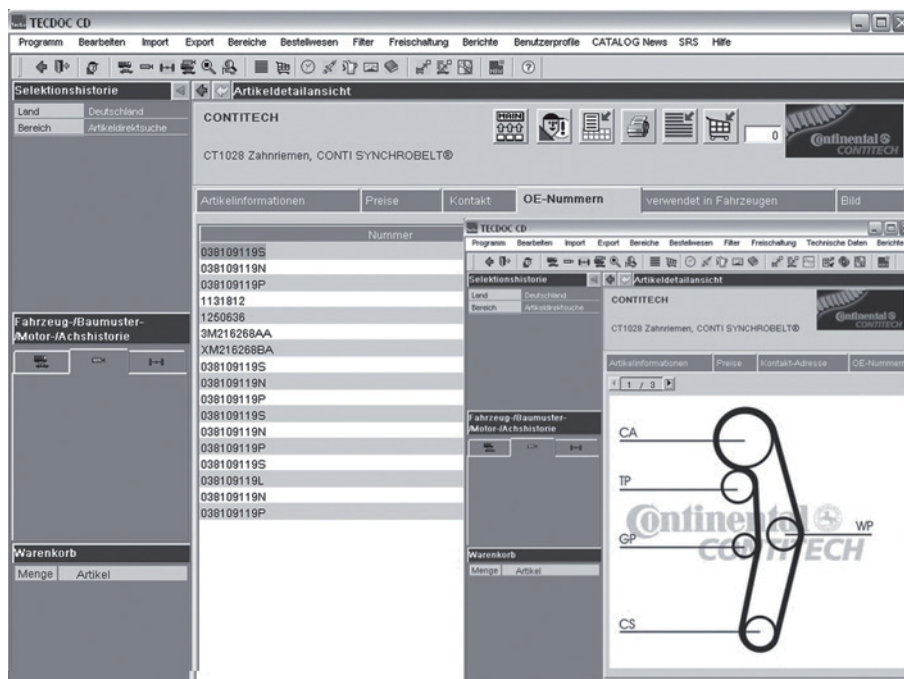 TECDOC CD
Programm Bearbeiten Import Export Bereiche Bestellwesen Filter Freischaltung Berichte Benutzerprofile CATALOG News SRS Hilfe
Selektionshistorie
Artikeldetailansicht
Land Deutschland
Bereich Artikeldirektsuche
CONTITECH
MAIN
0
Continental
CONTITECH
CT1028 Zahnriemen, CONTI SYNCHROBELT®
Artikelinformationen Preise Kontakt OE-Nummern verwendet in Fahrzeugen Bild
Nummer
038109119S
038109119N
038109119P
1131812
1250636
3M216268AA
XM216268BA
038109119S
038109119N
038109119P
038109119S
038109119N
038109119P
038109119S
038109119L
038109119N
038109119P
Fahrzeug-/Baumuster-
/Motor-/Achshistorie
Warenkorb
Menge Artikel
TECDOC CD
Programm Bearbeiten Import Export Bereiche Bestellwesen Filter Freischaltung Technische Daten Berichte
Selektionshistorie
Artikeldetailansicht
Land Deutschland
Bereich Artikeldirektsuche
CONTITECH
Continental
CONTITECH
CT1028 Zahnriemen, CONTI SYNCHROBELT®
Artikelinformationen Preise Kontakt-Adresse OE-Nummern
1 / 3
Fahrzeug-/Baumuster-
/Motor-/Achshistorie
Warenkorb
Menge Artikel
CA
TP
Continental
WP
GP
CONTITECH
CS